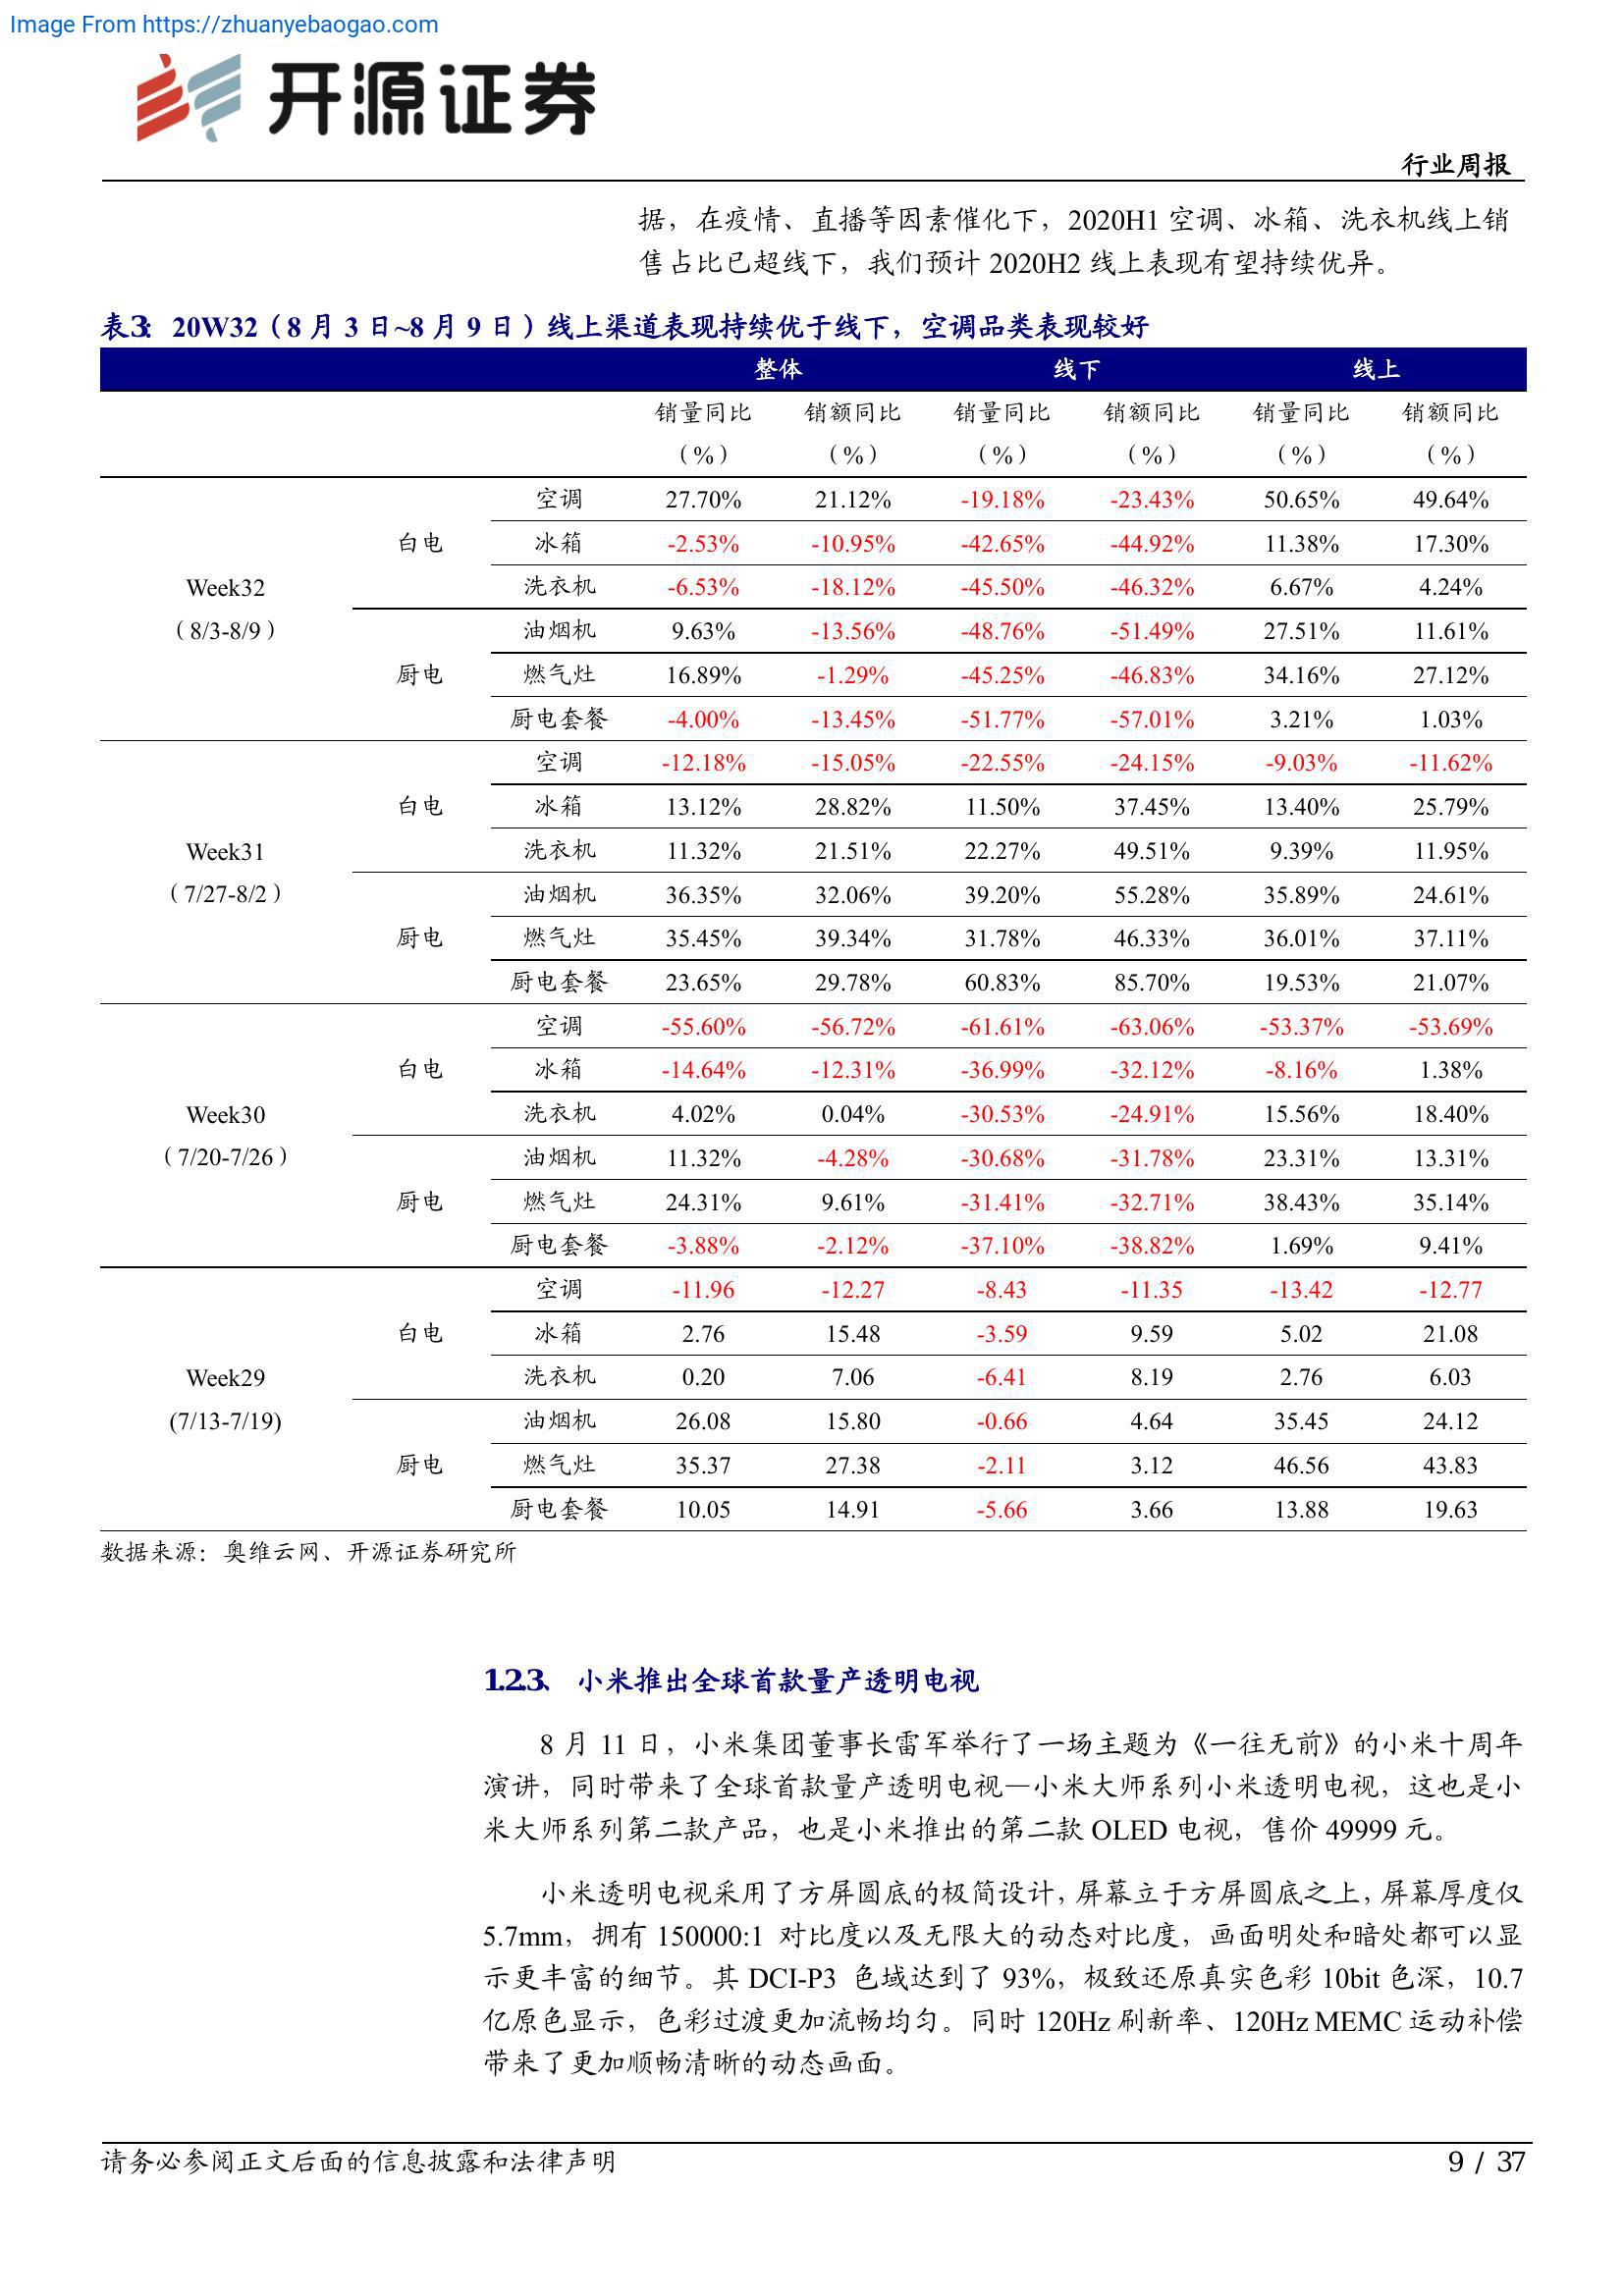 Image From https://zhuanyebaogao.com
开源证券
行业周报
据，在疫情、直播等因素催化下，2020H1 空调、冰箱、洗衣机线上销
售占比已超线下，我们预计 2020H2 线上表现有望持续优异。
表3： 20W32（8 月 3 日~8 月 9 日）线上渠道表现持续优于线下，空调品类表现较好
整体 线下 线上
销量同比 销额同比 销量同比 销额同比 销量同比 销额同比
（%） （%） （%） （%） （%） （%）
空调 27.70% 21.12% -19.18% -23.43% 50.65% 49.64%
白电 冰箱 -2.53% -10.95% -42.65% -44.92% 11.38% 17.30%
Week32 洗衣机 -6.53% -18.12% -45.50% -46.32% 6.67% 4.24%
（8/3-8/9） 油烟机 9.63% -13.56% -48.76% -51.49% 27.51% 11.61%
厨电 燃气灶 16.89% -1.29% -45.25% -46.83% 34.16% 27.12%
厨电套餐 -4.00% -13.45% -51.77% -57.01% 3.21% 1.03%
空调 -12.18% -15.05% -22.55% -24.15% -9.03% -11.62%
白电 冰箱 13.12% 28.82% 11.50% 37.45% 13.40% 25.79%
Week31 洗衣机 11.32% 21.51% 22.27% 49.51% 9.39% 11.95%
（7/27-8/2） 油烟机 36.35% 32.06% 39.20% 55.28% 35.89% 24.61%
厨电 燃气灶 35.45% 39.34% 31.78% 46.33% 36.01% 37.11%
厨电套餐 23.65% 29.78% 60.83% 85.70% 19.53% 21.07%
空调 -55.60% -56.72% -61.61% -63.06% -53.37% -53.69%
白电 冰箱 -14.64% -12.31% -36.99% -32.12% -8.16% 1.38%
Week30 洗衣机 4.02% 0.04% -30.53% -24.91% 15.56% 18.40%
（7/20-7/26） 油烟机 11.32% -4.28% -30.68% -31.78% 23.31% 13.31%
厨电 燃气灶 24.31% 9.61% -31.41% -32.71% 38.43% 35.14%
厨电套餐 -3.88% -2.12% -37.10% -38.82% 1.69% 9.41%
空调 -11.96 -12.27 -8.43 -11.35 -13.42 -12.77
白电 冰箱 2.76 15.48 -3.59 9.59 5.02 21.08
Week29 洗衣机 0.20 7.06 -6.41 8.19 2.76 6.03
(7/13-7/19) 油烟机 26.08 15.80 -0.66 4.64 35.45 24.12
厨电 燃气灶 35.37 27.38 -2.11 3.12 46.56 43.83
厨电套餐 10.05 14.91 -5.66 3.66 13.88 19.63
数据来源：奥维云网、开源证券研究所
1.2.3、 小米推出全球首款量产透明电视
8 月 11 日，小米集团董事长雷军举行了一场主题为《一往无前》的小米十周年
演讲，同时带来了全球首款量产透明电视—小米大师系列小米透明电视，这也是小
米大师系列第二款产品，也是小米推出的第二款 OLED 电视，售价 49999 元。
小米透明电视采用了方屏圆底的极简设计，屏幕立于方屏圆底之上，屏幕厚度仅
5.7mm，拥有 150000:1 对比度以及无限大的动态对比度，画面明处和暗处都可以显
示更丰富的细节。其 DCI-P3 色域达到了 93%，极致还原真实色彩 10bit 色深，10.7
亿原色显示，色彩过渡更加流畅均匀。同时 120Hz 刷新率、120Hz MEMC 运动补偿
带来了更加顺畅清晰的动态画面。
请务必参阅正文后面的信息披露和法律声明 9 / 37